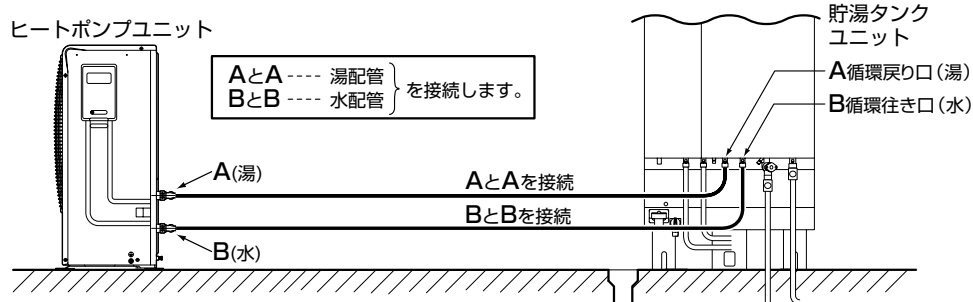 ヒートポンプユニット
貯湯タンク
ユニット
AとA ---- 湯配管
BとB ---- 水配管
を接続します。
A循環戻り口(湯)
B循環往き口(水)
A(湯)
AとAを接続
BとBを接続
B(水)